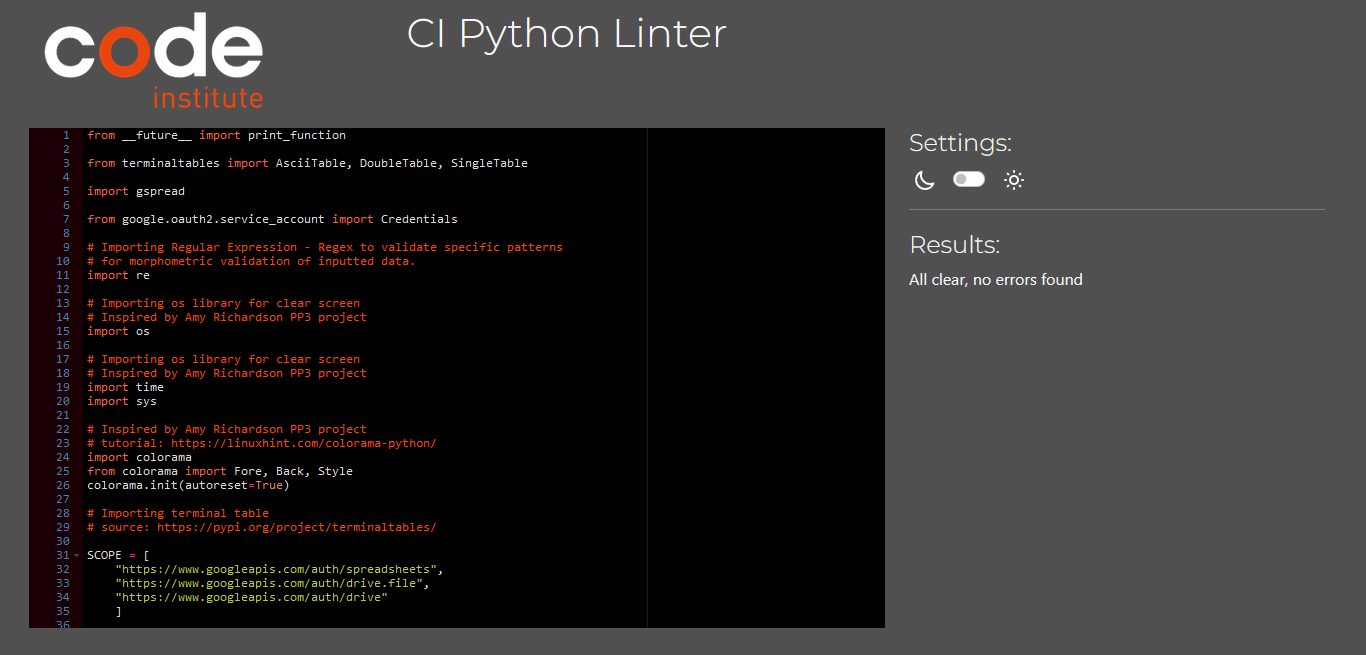 code
institute
CI Python Linter
1 from __future__ import print_function
2
3 from terminaltables import AsciiTable, DoubleTable, SingleTable
4
5 import gspread
6
7 from google.oauth2.service_account import Credentials
8
9 # Importing Regular Expression - Regex to validate specific patterns
10 # for morphometric validation of inputted data.
11 import re
12
13 # Importing os library for clear screen
14 # Inspired by Amy Richardson PP3 project
15 import os
16
17 # Importing os library for clear screen
18 # Inspired by Amy Richardson PP3 project
19 import time
20 import sys
21
22 # Inspired by Amy Richardson PP3 project
23 # tutorial: https://linuxhint.com/colorama-python/
24 import colorama
25 from colorama import Fore, Back, Style
26 colorama.init(autoreset=True)
27
28 # Importing terminal table
29 # source: https://pypi.org/project/terminaltables/
30
31 SCOPE = [
32 "https://www.googleapis.com/auth/spreadsheets",
33 "https://www.googleapis.com/auth/drive.file",
34 "https://www.googleapis.com/auth/drive"
35 ]
36
Settings:
Results:
All clear, no errors found